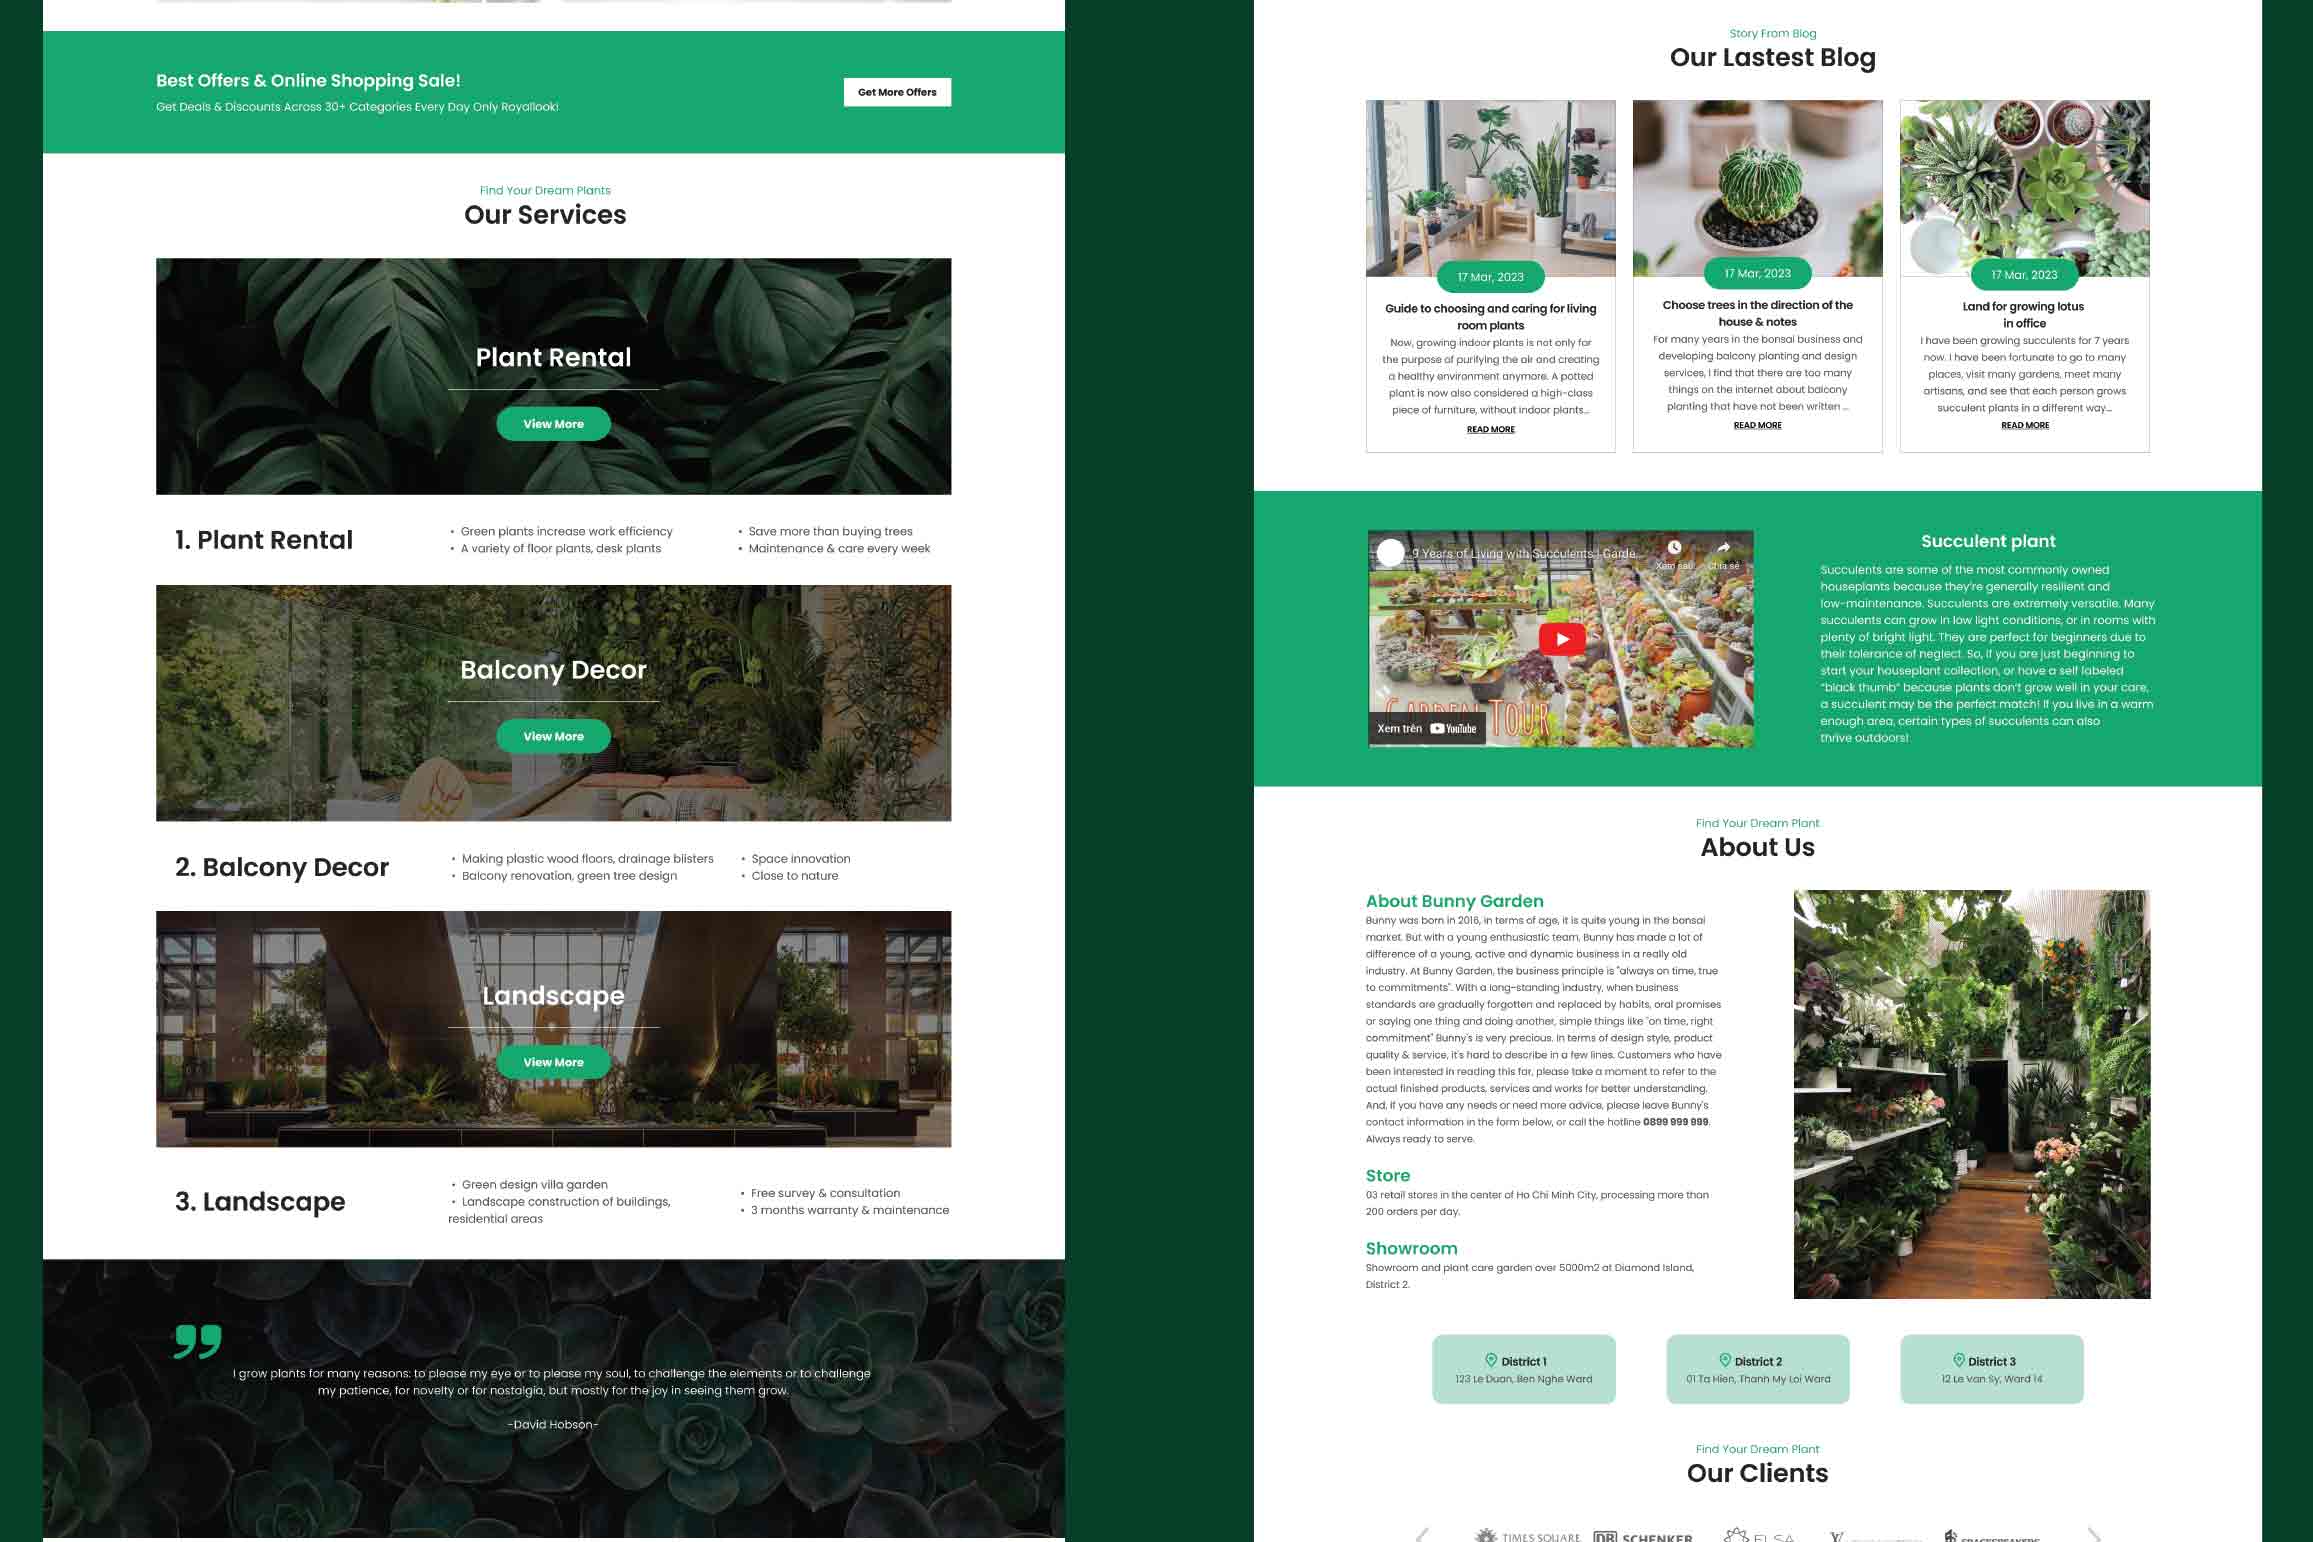 Best Offers & Online Shopping Sale!
Get Deals & Discounts Across 30+ Categories Every Day Only Royallook!
Get More Offers
Find Your Dream Plants
Our Services
Plant Rental
View More
1. Plant Rental
• Green plants increase work efficiency
• A variety of floor plants, desk plants
• Save more than buying trees
• Maintenance & care every week
Balcony Decor
View More
2. Balcony Decor
• Making plastic wood floors, drainage blisters
• Balcony renovation, green tree design
• Space innovation
• Close to nature
Landscape
View More
3. Landscape
• Green design villa garden
• Landscape construction of buildings,
residential areas
• Free survey & consultation
• 3 months warranty & maintenance
I grow plants for many reasons: to please my eye or to please my soul, to challenge the elements or to challenge
my patience, for novelty or for nostalgia, but mostly for the joy in seeing them grow.
-David Hobson-
Story From Blog
Our Lastest Blog
17 Mar, 2023
Guide to choosing and caring for living
room plants
Now, growing indoor plants is not only for
the purpose of purifying the air and creating
a healthy environment anymore. A potted
plant is now also considered a high-class
piece of furniture, without indoor plants...
READ MORE
17 Mar, 2023
Choose trees in the direction of the
house & notes
For many years in the bonsai business and
developing balcony planting and design
services, I find that there are too many
things on the internet about balcony
planting that have not been written ...
READ MORE
17 Mar, 2023
Land for growing lotus
in office
I have been growing succulents for 7 years
now. I have been fortunate to go to many
places, visit many gardens, meet many
artisans, and see that each person grows
succulent plants in a different way...
READ MORE
9 Years of Living with Succulents | Garde...
Xem sau
Chia sẻ
GARDEN TOUR
Xem trên YouTube
Succulent plant
Succulents are some of the most commonly owned
houseplants because they're generally resilient and
low-maintenance. Succulents are extremely versatile. Many
succulents can grow in low light conditions, or in rooms with
plenty of bright light. They are perfect for beginners due to
their tolerance of neglect. So, if you are just beginning to
start your houseplant collection, or have a self labeled
“black thumb” because plants don't grow well in your care,
a succulent may be the perfect match! If you live in a warm
enough area, certain types of succulents can also
thrive outdoors!
Find Your Dream Plant
About Us
About Bunny Garden
Bunny was born in 2016, in terms of age, it is quite young in the bonsai
market. But with a young enthusiastic team, Bunny has made a lot of
difference of a young, active and dynamic business in a really old
industry. At Bunny Garden, the business principle is "always on time, true
to commitments". With a long-standing industry, when business
standards are gradually forgotten and replaced by habits, oral promises
or saying one thing and doing another, simple things like "on time, right
commitment" Bunny's is very precious. In terms of design style, product
quality & service, it's hard to describe in a few lines. Customers who have
been interested in reading this far, please take a moment to refer to the
actual finished products, services and works for better understanding.
And, if you have any needs or need more advice, please leave Bunny's
contact information in the form below, or call the hotline 0899 999 999.
Always ready to serve.
Store
03 retail stores in the center of Ho Chi Minh City, processing more than
200 orders per day.
Showroom
Showroom and plant care garden over 5000m2 at Diamond Island,
District 2.
District 1
123 Le Duan, Ben Nghe Ward
District 2
01 Ta Hien, Thanh My Loi Ward
District 3
12 Le Van Sy, Ward 14
Find Your Dream Plant
Our Clients
TIMES SQUARE
DB SCHENKER
ELSA